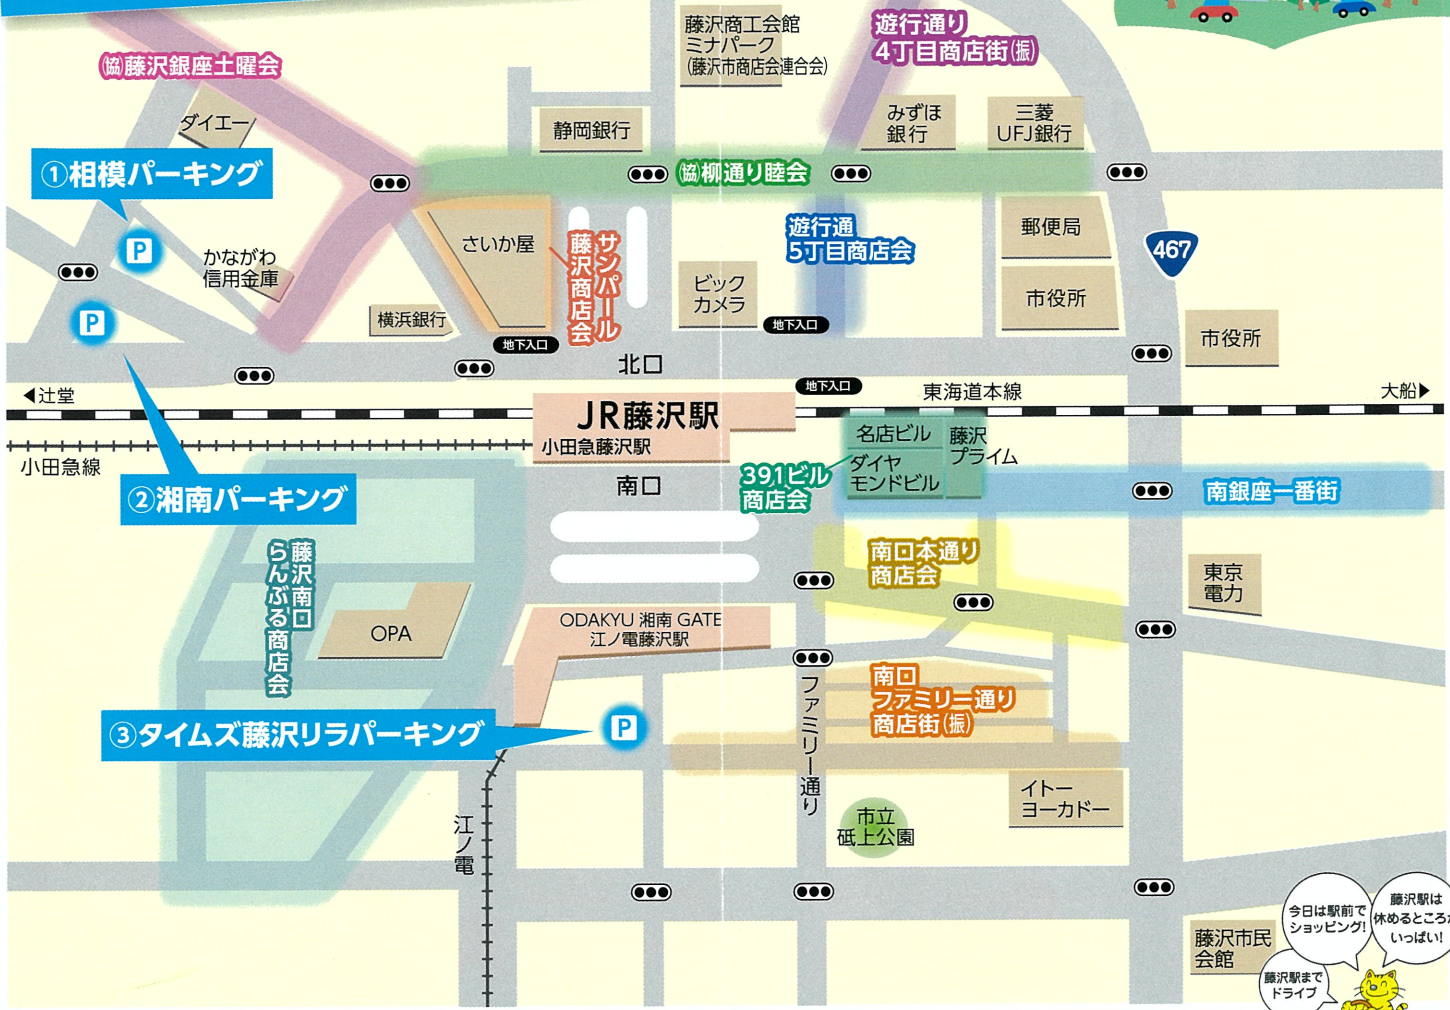 藤沢商工会館
ミナパーク
(藤沢市商店会連合会)
遊行通り
4丁目商店街(振)
㈿藤沢銀座土曜会
ダイエー
静岡銀行
みずほ
銀行
三菱
UFJ銀行
①相模パーキング
㈿柳通り睦会
P
かながわ
信用金庫
さいか屋
サンパール
藤沢商店会
遊行通
5丁目商店会
郵便局
467
P
横浜銀行
ビック
カメラ
市役所
地下入口
地下入口
市役所
北口
地下入口
◀辻堂
東海道本線
大船▶
JR藤沢駅
小田急藤沢駅
小田急線
名店ビル
ダイヤ
モンドビル
藤沢
プライム
391ビル
商店会
南口
②湘南パーキング
南銀座一番街
藤沢南口
らんぶる商店会
南口本通り
商店会
東京
電力
OPA
ODAKYU 湘南 GATE
江ノ電藤沢駅
南口
ファミリー通り
商店街(振)
③タイムズ藤沢リラパーキング
P
ファミリー通り
イトー
ヨーカドー
江ノ電
市立
砥上公園
藤沢市民
会館
今日は駅前で
ショッピング!
藤沢駅は
休めるところが
いっぱい!
藤沢駅まで
ドライブ